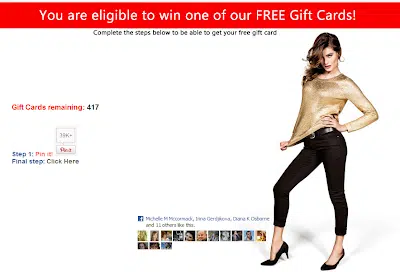 You are eligible to win one of our FREE Gift Cards!
Complete the steps below to be able to get your free gift card
Gift Cards remaining: 417
39K+
Pin it
Step 1: Pin it!
Final step: Click Here
Michelle M Mccormack, Irina Gerdjikova, Diana K Osborne
and 11 others like this.